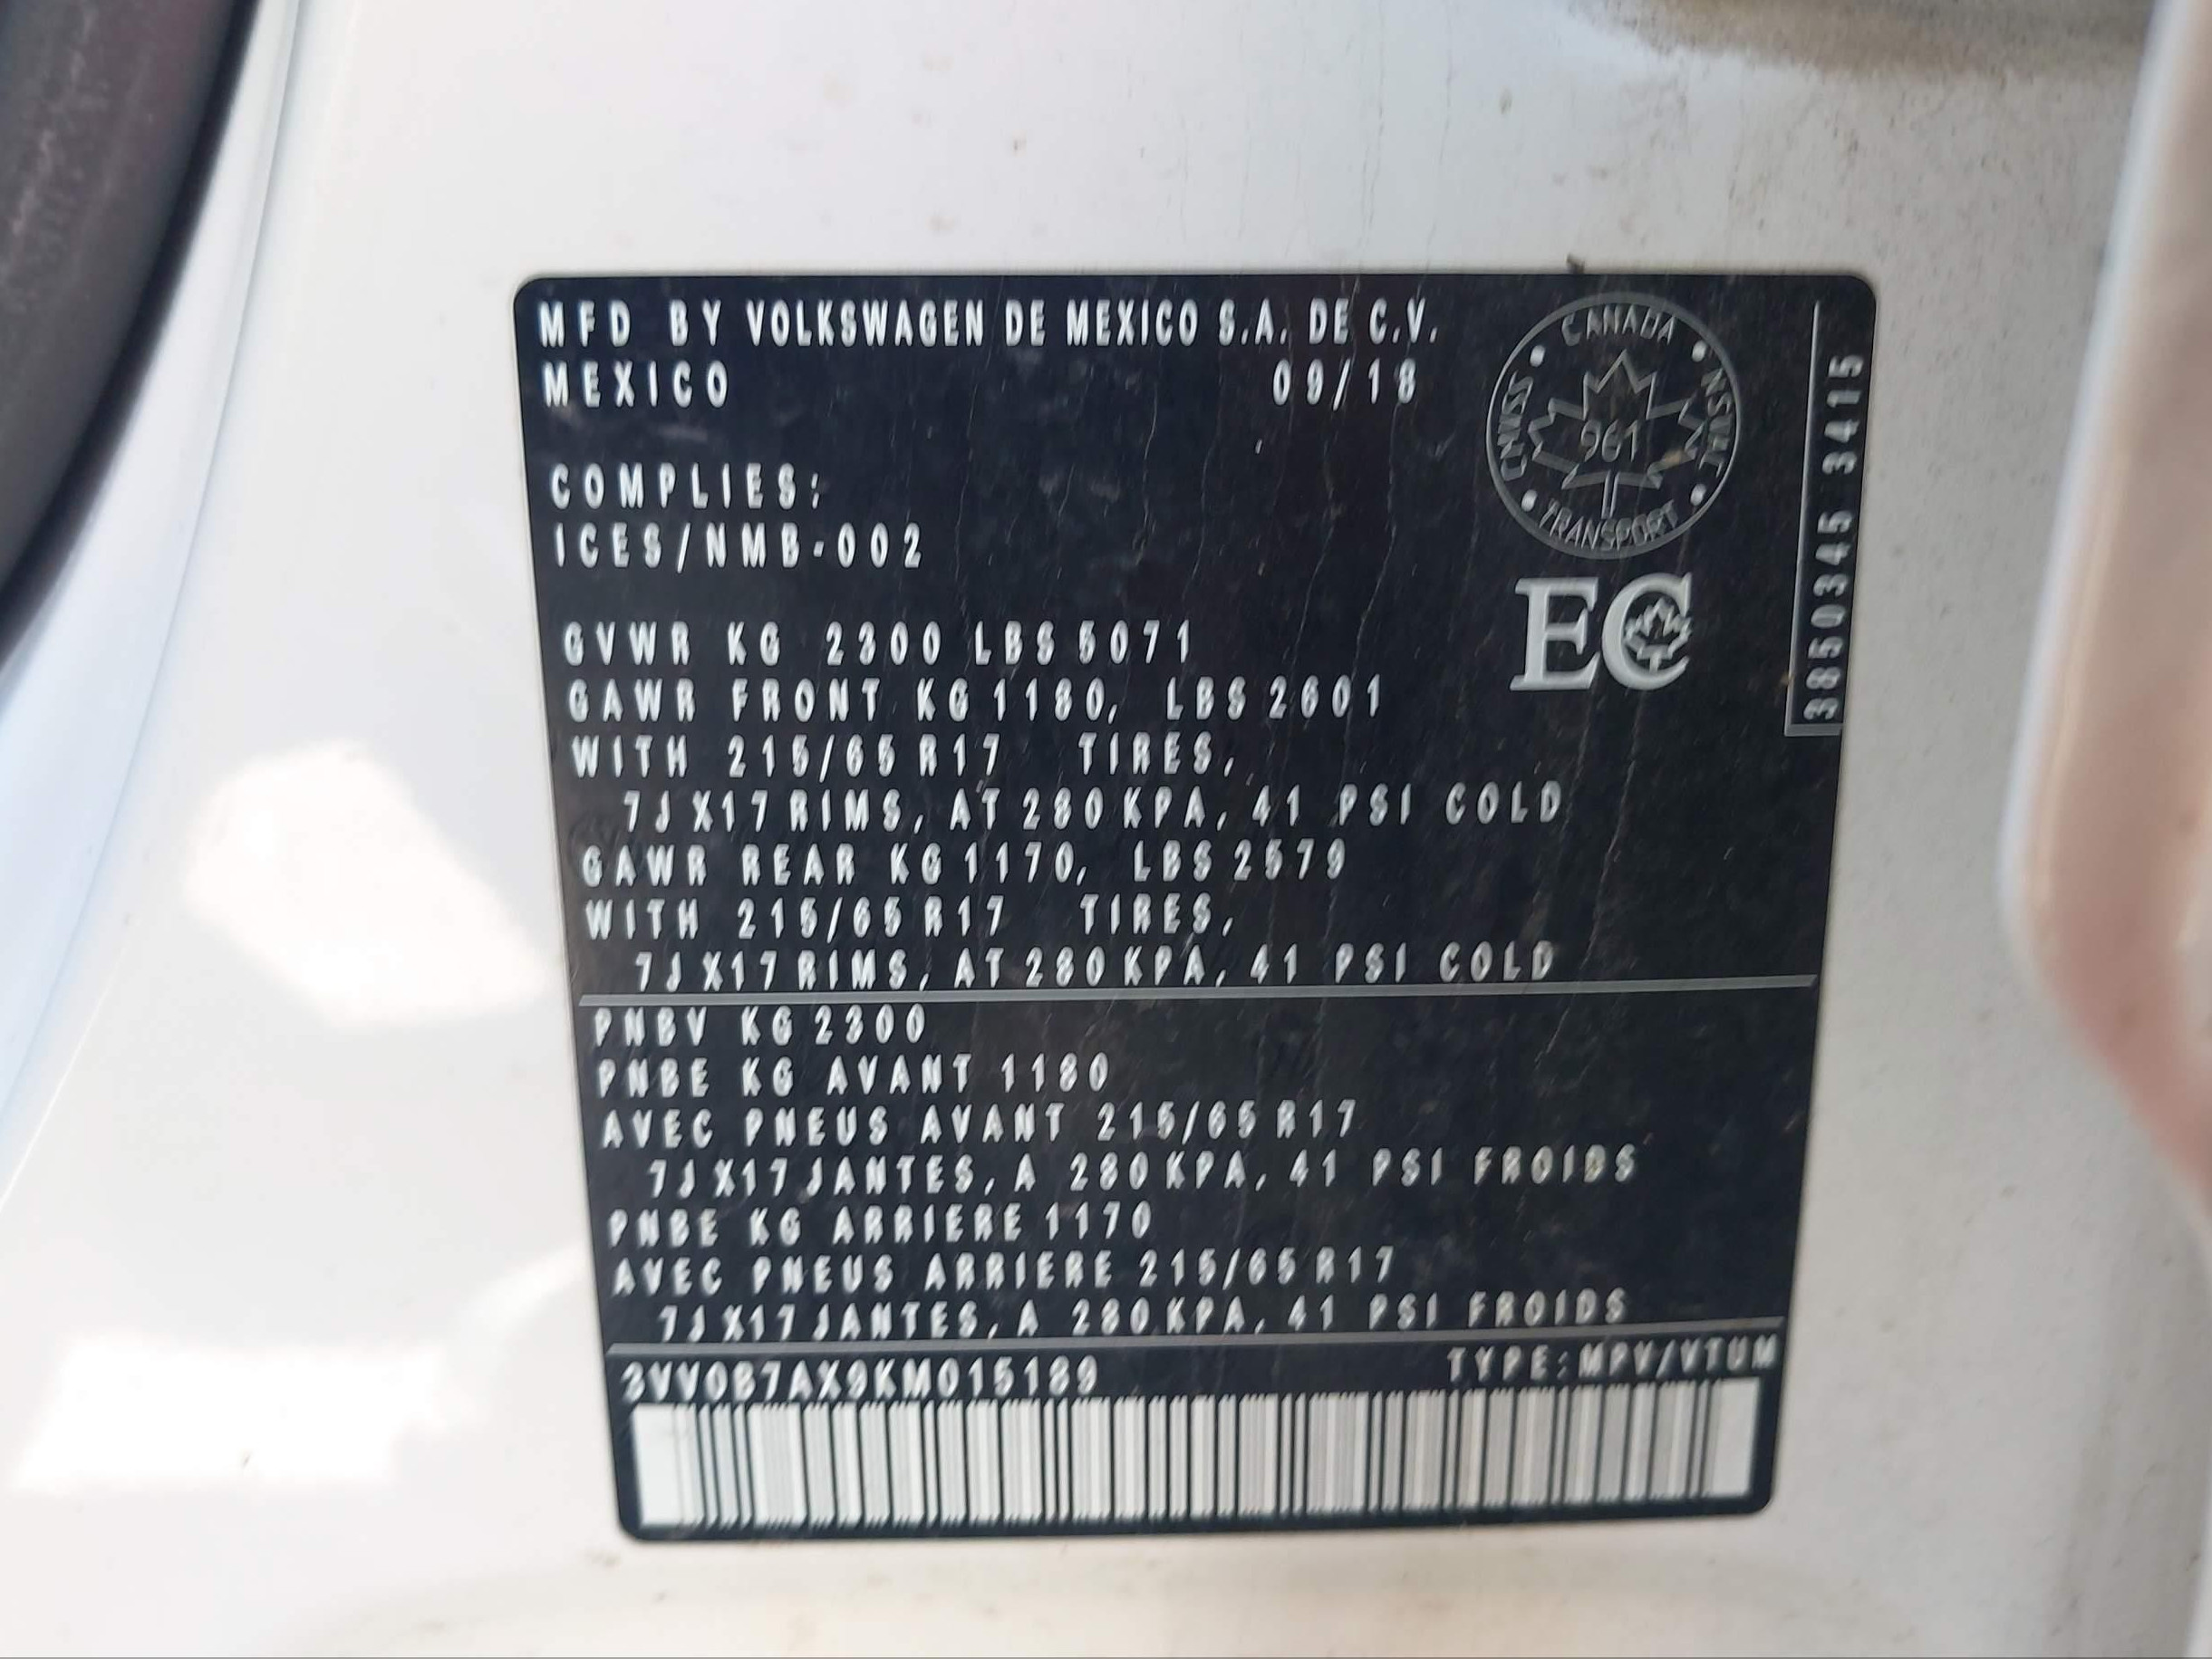 MFD BY VOLKSWAGEN DE MEXICO S.A. DE C.V.
MEXICO 09/18
COMPLIES:
ICES/NMB-002
GVWR KG 2300 LBS 5071
GAWR FRONT KG 1180, LBS 2601
WITH 215/65 R17 TIRES,
7J X17 RIMS, AT 280 KPA, 41 PSI COLD
GAWR REAR KG 1170, LBS 2579
WITH 215/65 R17 TIRES,
7J X17 RIMS, AT 280 KPA, 41 PSI COLD
PNBV KG 2300
PNBE KG AVANT 1180
AVEC PNEUS AVANT 215/65 R17
7J X17 JANTES, A 280 KPA, 41 PSI FROIDS
PNBE KG ARRIERE 1170
AVEC PNEUS ARRIERE 215/65 R17
7J X17 JANTES, A 280 KPA, 41 PSI FROIDS
3VV0B7AX9KM015189 TYPE:MPV/VTUM
CANADA
961
TRANSPORT
CMVSS
NSVAC
EC
3850345 3415